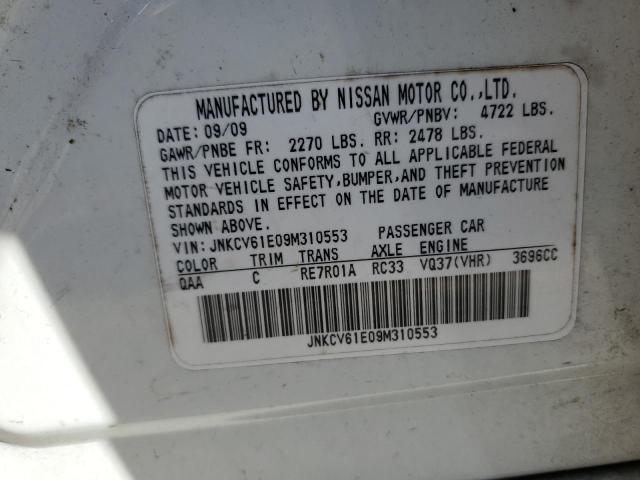 MANUFACTURED BY NISSAN MOTOR CO.,LTD.
DATE: 09/09 GVWR/PNBV: 4722 LBS.
GAWR/PNBE FR: 2270 LBS. RR: 2478 LBS.
THIS VEHICLE CONFORMS TO ALL APPLICABLE FEDERAL
MOTOR VEHICLE SAFETY,BUMPER,AND THEFT PREVENTION
STANDARDS IN EFFECT ON THE DATE OF MANUFACTURE
SHOWN ABOVE.
VIN: JNKCV61E09M310553 PASSENGER CAR
COLOR TRIM TRANS AXLE ENGINE
QAA C RE7R01A RC33 VQ37(VHR) 3696CC
JNKCV61E09M310553